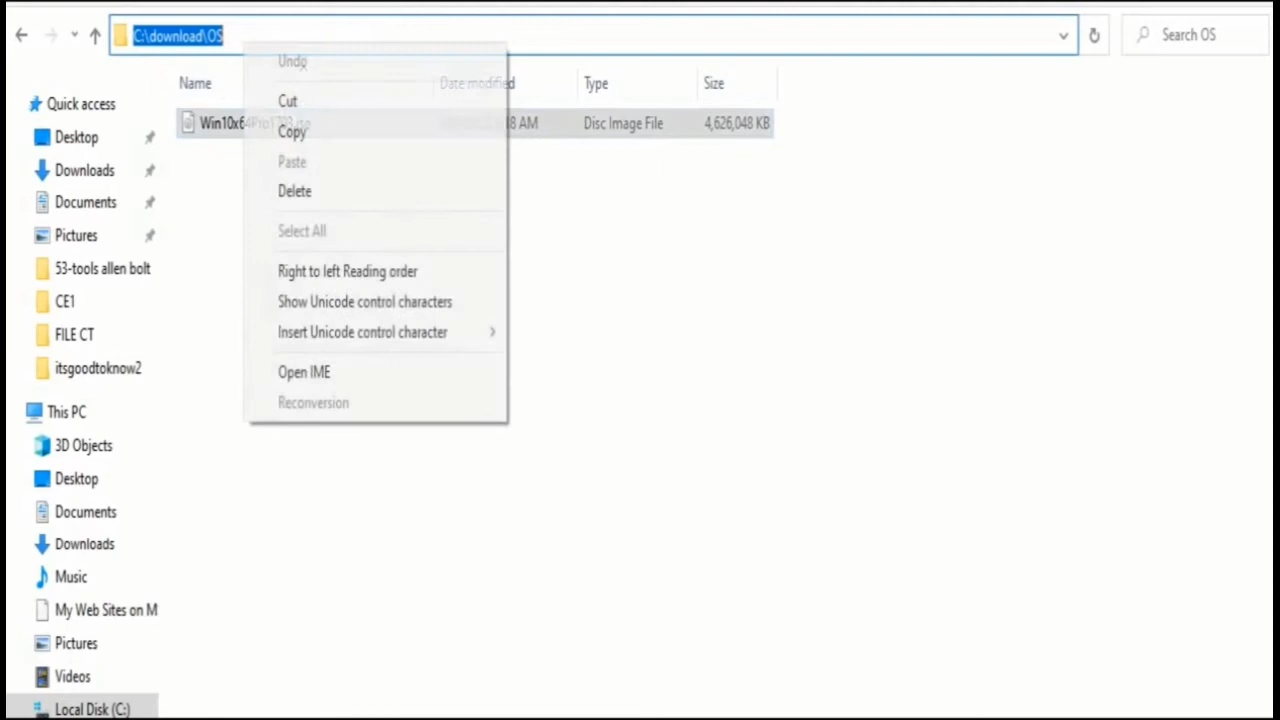 C:\download\OS
Search OS
Name
Date modified
Type
Size
Quick access
Desktop
Downloads
Documents
Pictures
53-tools allen bolt
CE1
FILE CT
itsgoodtoknow2
This PC
3D Objects
Desktop
Documents
Downloads
Music
My Web Sites on M
Pictures
Videos
Local Disk (C:)
AM
Disc Image File
4,626,048 KB
Undo
Cut
Copy
Paste
Delete
Select All
Right to left Reading order
Show Unicode control characters
Insert Unicode control character
Open IME
Reconversion